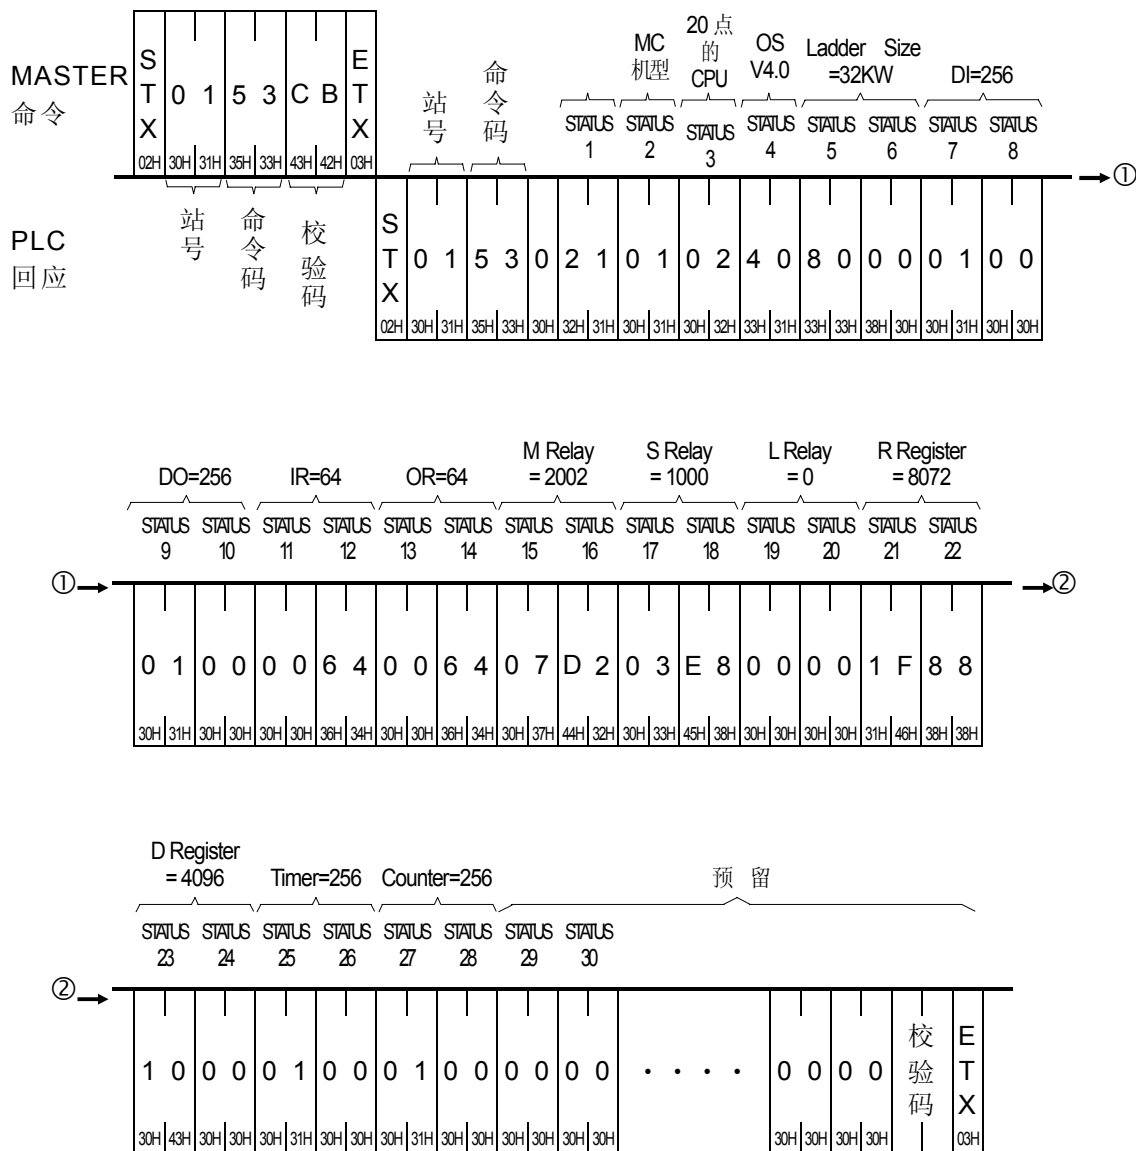 MASTER
命令
STX 0 1 5 3 C B ETX
02H 30H 31H 35H 33H 43H 42H 03H
站号 命令码 校验码
站号 命令码
MC机型
20 点的CPU
OS V4.0
Ladder Size =32KW
DI=256
STATUS 1 STATUS 2 STATUS 3 STATUS 4 STATUS 5 STATUS 6 STATUS 7 STATUS 8
①
PLC
回应
STX 0 1 5 3 0 2 1 0 1 0 2 4 0 8 0 0 0 0 1 0 0
02H 30H 31H 35H 33H 30H 32H 31H 30H 31H 30H 32H 33H 31H 33H 33H 38H 30H 30H 31H 30H 30H
DO=256
IR=64
OR=64
M Relay = 2002
S Relay = 1000
L Relay = 0
R Register = 8072
STATUS 9 STATUS 10 STATUS 11 STATUS 12 STATUS 13 STATUS 14 STATUS 15 STATUS 16 STATUS 17 STATUS 18 STATUS 19 STATUS 20 STATUS 21 STATUS 22
① ②
0 1 0 0 0 0 6 4 0 0 6 4 0 7 D 2 0 3 E 8 0 0 0 0 1 F 8 8
30H 31H 30H 30H 30H 30H 36H 34H 30H 30H 36H 34H 30H 37H 44H 32H 30H 33H 45H 38H 30H 30H 30H 30H 31H 46H 38H 38H
D Register = 4096
Timer=256
Counter=256
预 留
STATUS 23 STATUS 24 STATUS 25 STATUS 26 STATUS 27 STATUS 28 STATUS 29 STATUS 30
②
1 0 0 0 0 1 0 0 0 1 0 0 0 0 0 0 · · · · 0 0 0 0 校验码 ETX
30H 43H 30H 30H 30H 31H 30H 30H 30H 31H 30H 30H 30H 30H 30H 30H 30H 30H 30H 30H 03H